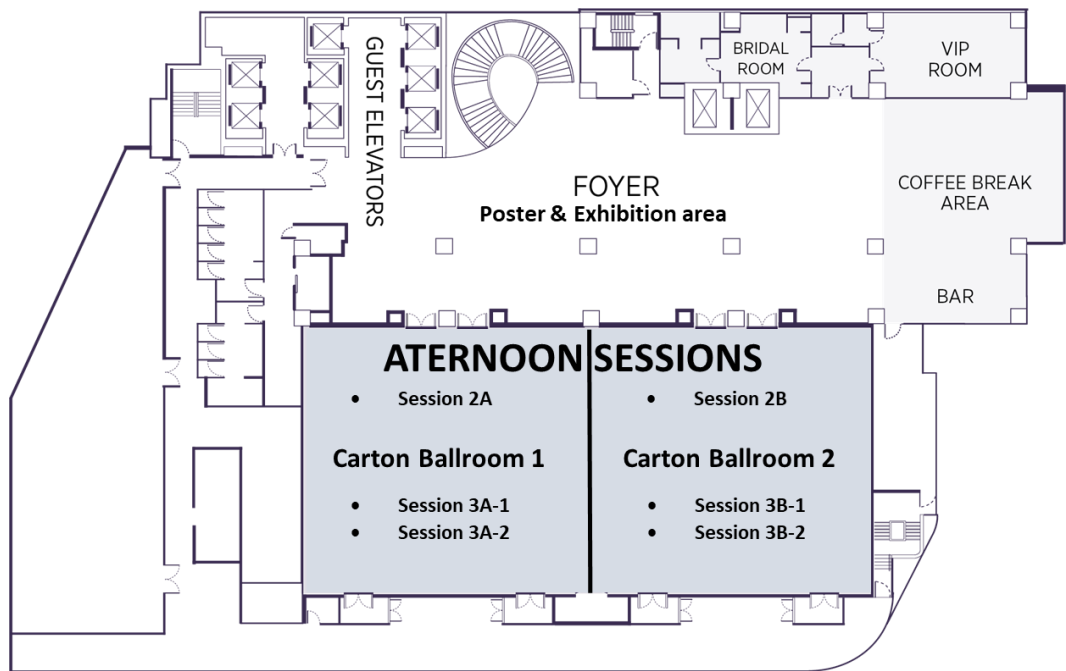 GUEST ELEVATORS
BRIDAL
ROOM
VIP
ROOM
FOYER
Poster & Exhibition area
COFFEE BREAK
AREA
BAR
ATERNOON SESSIONS
• Session 2A
• Session 2B
Carton Ballroom 1
Carton Ballroom 2
• Session 3A-1
• Session 3A-2
• Session 3B-1
• Session 3B-2